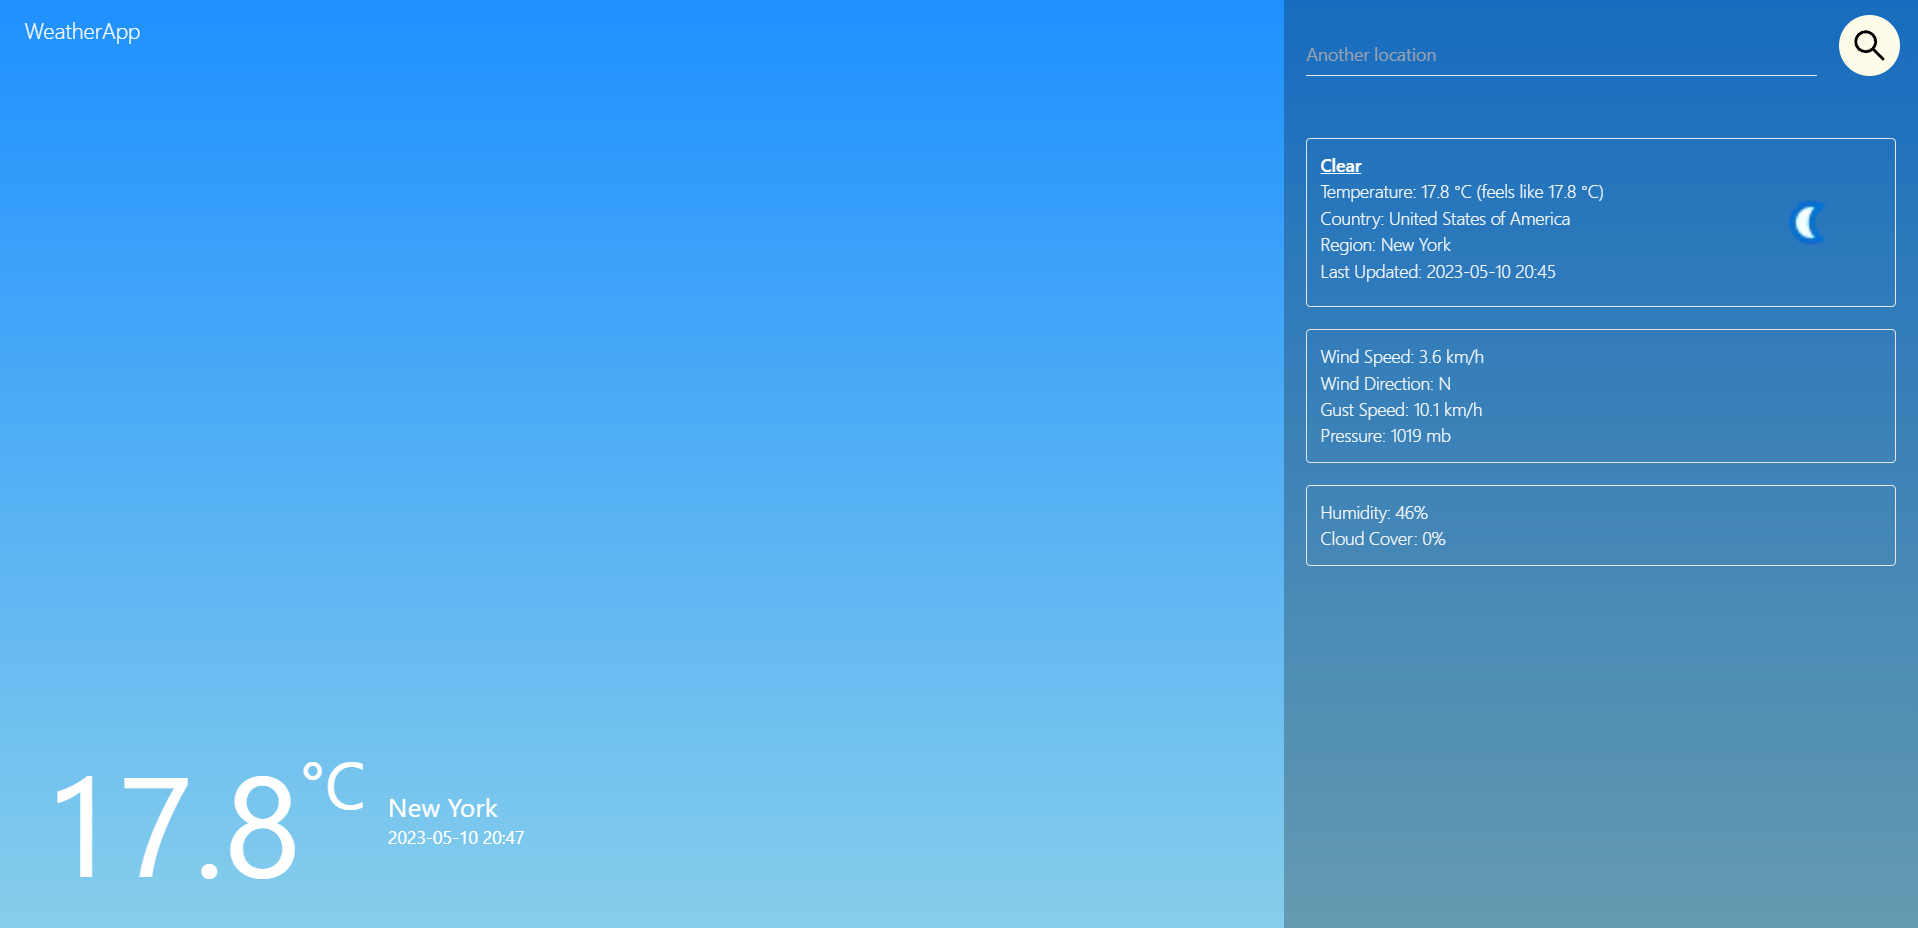 WeatherApp
Another location
Clear
Temperature: 17.8 °C (feels like 17.8 °C)
Country: United States of America
Region: New York
Last Updated: 2023-05-10 20:45
Wind Speed: 3.6 km/h
Wind Direction: N
Gust Speed: 10.1 km/h
Pressure: 1019 mb
Humidity: 46%
Cloud Cover: 0%
17.8°C
New York
2023-05-10 20:47